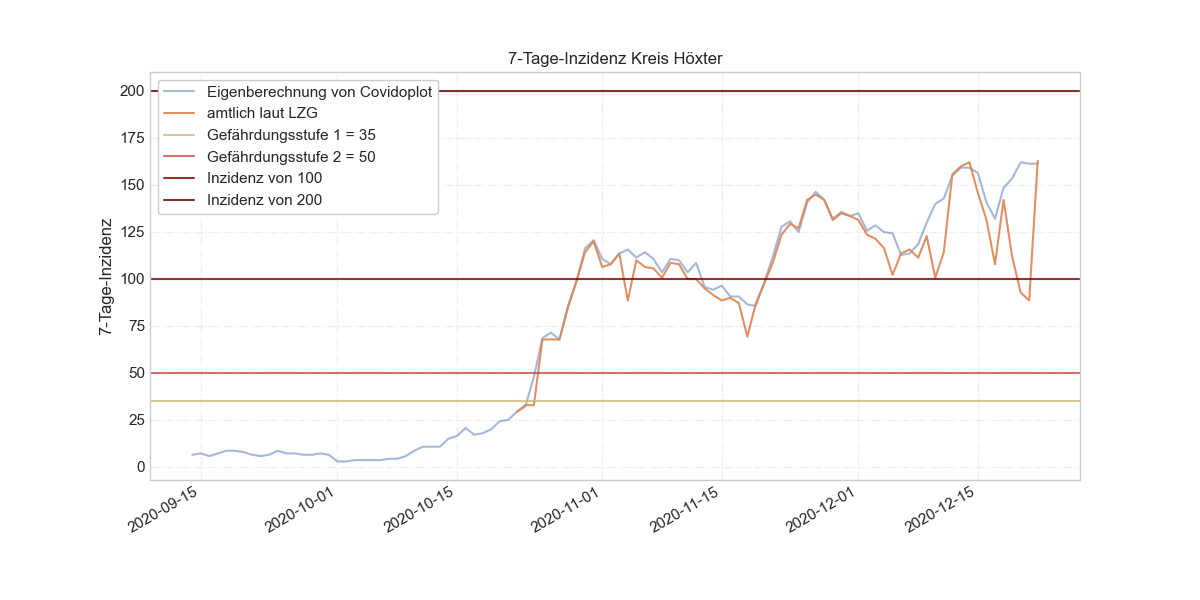 7-Tage-Inzidenz Kreis Höxter
Eigenberechnung von Covidoplot
amtlich laut LZG
Gefährdungsstufe 1 = 35
Gefährdungsstufe 2 = 50
Inzidenz von 100
Inzidenz von 200
7-Tage-Inzidenz
200
175
150
125
100
75
50
25
0
2020-09-15
2020-10-01
2020-10-15
2020-11-01
2020-11-15
2020-12-01
2020-12-15